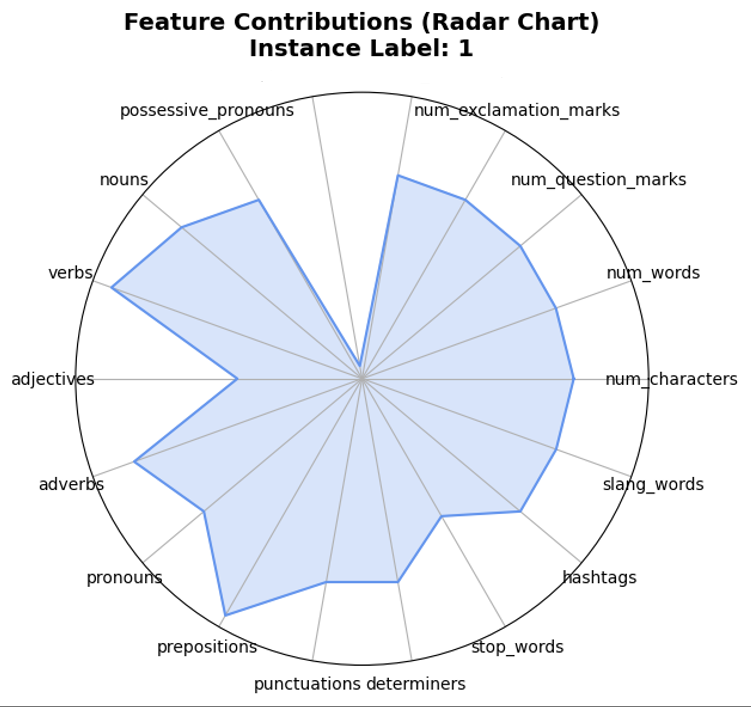 Feature Contributions (Radar Chart)
Instance Label: 1
possessive_pronouns
num_exclamation_marks
nouns
num_question_marks
verbs
num_words
adjectives
num_characters
adverbs
slang_words
pronouns
hashtags
prepositions
stop_words
punctuations
determiners